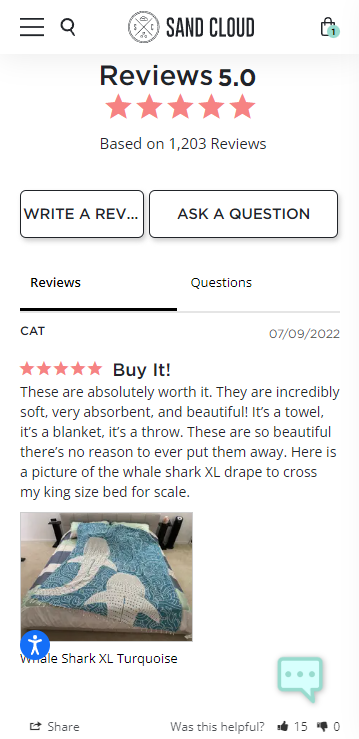 S C
SAND CLOUD
1
Reviews 5.0
Based on 1,203 Reviews
WRITE A REV...
ASK A QUESTION
Reviews
Questions
CAT
07/09/2022
Buy It!
These are absolutely worth it. They are incredibly
soft, very absorbent, and beautiful! It’s a towel,
it’s a blanket, it’s a throw. These are so beautiful
there’s no reason to ever put them away. Here is
a picture of the whale shark XL drape to cross
my king size bed for scale.
Whale Shark XL Turquoise
Share
Was this helpful? 15 0